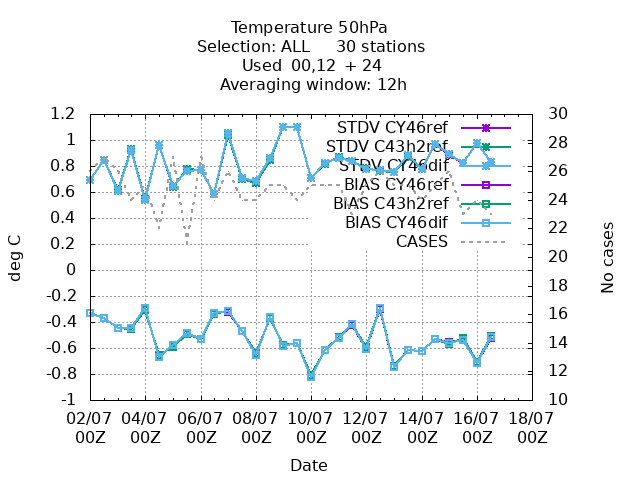 Temperature 50hPa
Selection: ALL 30 stations
Used 00,12 + 24
Averaging window: 12h
1.2
1
0.8
0.6
0.4
0.2
0
-0.2
-0.4
-0.6
-0.8
-1
deg C
30
28
26
24
22
20
18
16
14
12
10
No cases
STDV CY46ref
STDV C43h2ref
STDV CY46dif
BIAS CY46ref
BIAS C43h2ref
BIAS CY46dif
CASES
02/07 04/07 06/07 08/07 10/07 12/07 14/07 16/07 18/07
00Z 00Z 00Z 00Z 00Z 00Z 00Z 00Z 00Z
Date